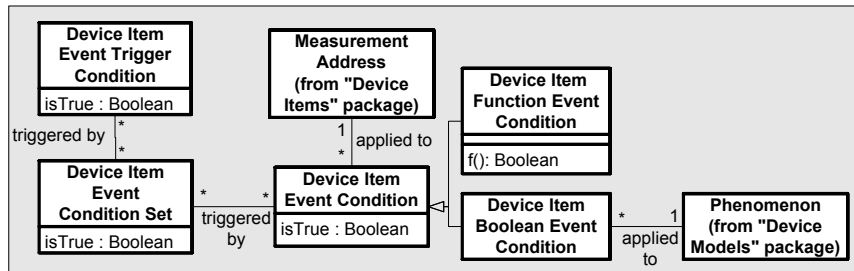 Device Item
Event Trigger
Condition
isTrue : Boolean
triggered by
*
*
Device Item
Event
Condition Set
isTrue : Boolean
*
*
triggered
by
Measurement
Address
(from "Device
Items" package)
1
applied to
*
Device Item
Event Condition
isTrue : Boolean
Device Item
Function Event
Condition
f(): Boolean
Device Item
Boolean Event
Condition
*
1
applied
to
Phenomenon
(from "Device
Models" package)